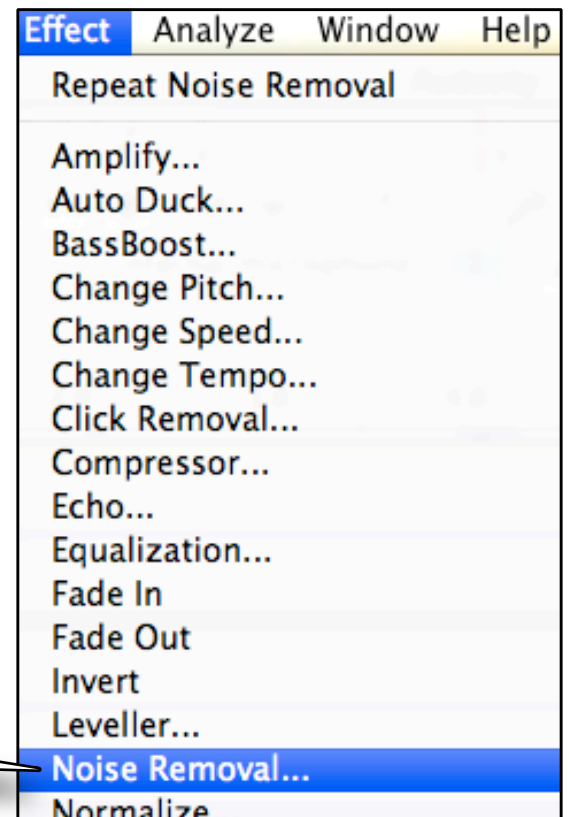 Effect Analyze Window Help
Repeat Noise Removal
Amplify...
Auto Duck...
BassBoost...
Change Pitch...
Change Speed...
Change Tempo...
Click Removal...
Compressor...
Echo...
Equalization...
Fade In
Fade Out
Invert
Leveller...
Noise Removal...
Normalize